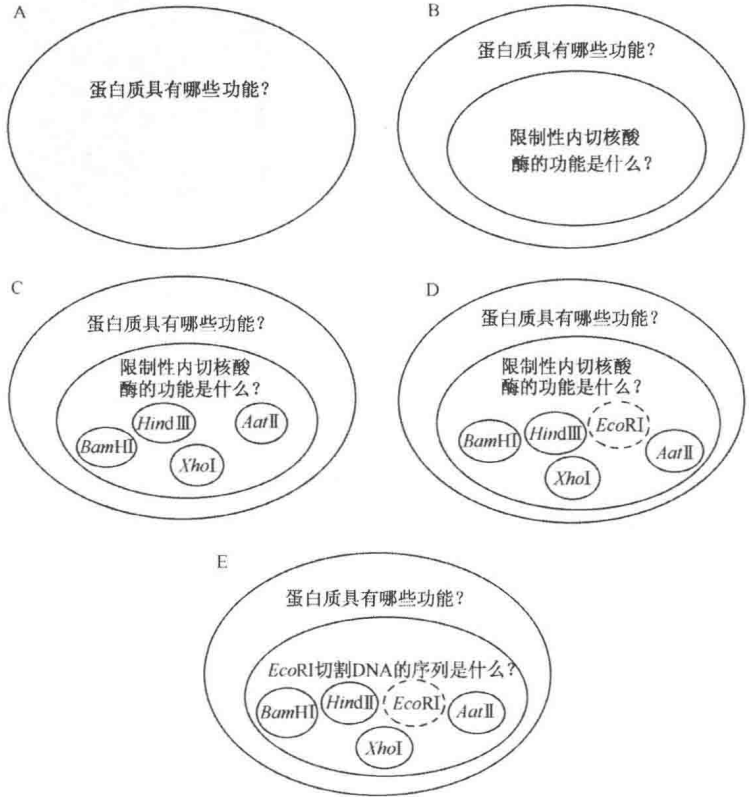 A
蛋白质具有哪些功能?
B
蛋白质具有哪些功能?
限制性内切核酸
酶的功能是什么?
C
蛋白质具有哪些功能?
限制性内切核酸
酶的功能是什么?
HindⅢ
AatⅡ
BamHI
XhoI
D
蛋白质具有哪些功能?
限制性内切核酸
酶的功能是什么?
EcoRI
HindⅢ
BamHI
AatⅡ
XhoI
E
蛋白质具有哪些功能?
EcoRI切割DNA的序列是什么?
BamHI
HindⅡ
EcoRI
AatⅡ
XhoI